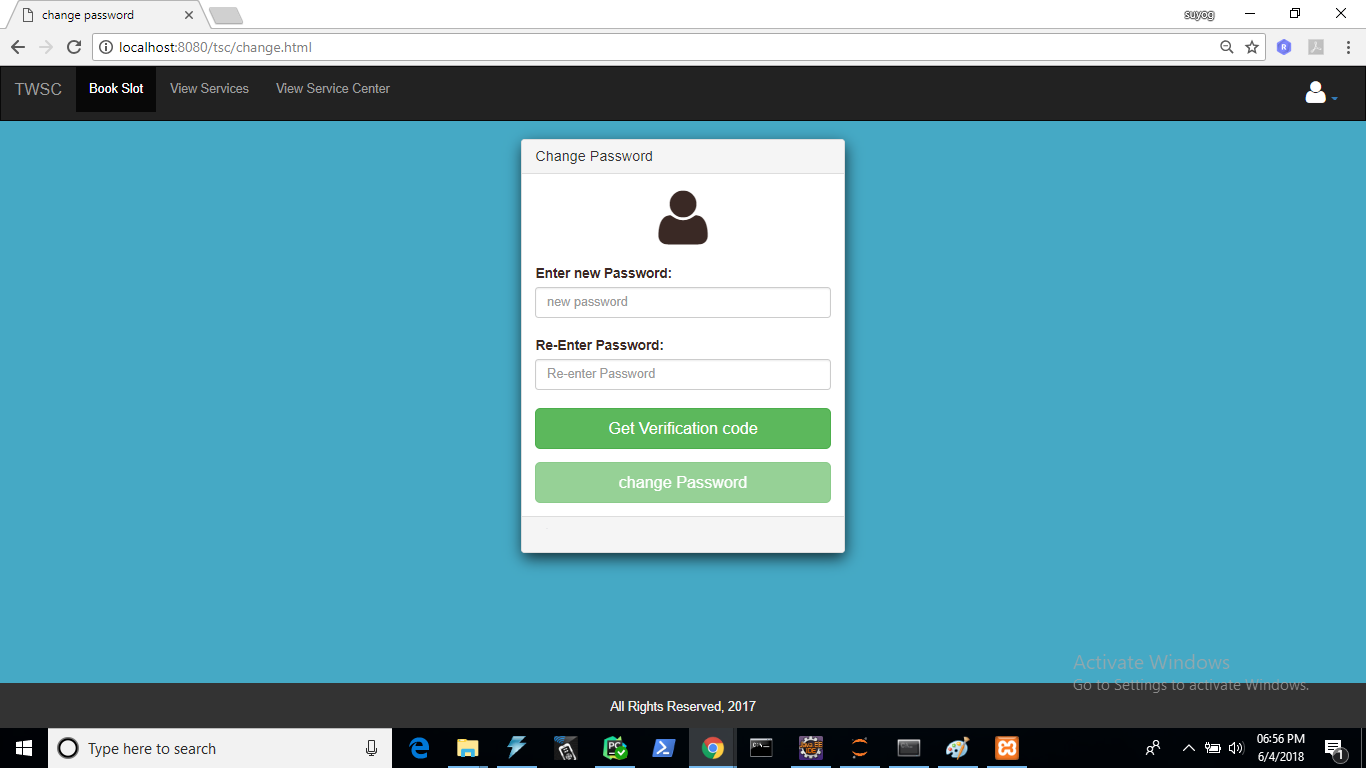 change password
suyog
localhost:8080/tsc/change.html
TWSC Book Slot View Services View Service Center
Change Password
Enter new Password:
new password
Re-Enter Password:
Re-enter Password
Get Verification code
change Password
Activate Windows
Go to Settings to activate Windows.
All Rights Reserved, 2017
Type here to search
06:56 PM
6/4/2018
1